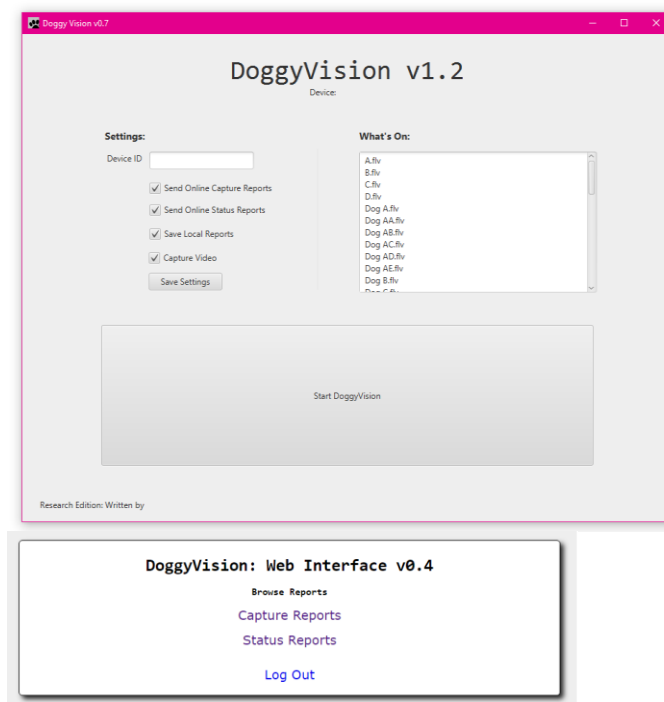 Doggy Vision v0.7
DoggyVision v1.2
Device:
Settings:
Device ID
Send Online Capture Reports
Send Online Status Reports
Save Local Reports
Capture Video
Save Settings
What's On:
A.flv
B.flv
C.flv
D.flv
Dog A.flv
Dog AA.flv
Dog AB.flv
Dog AC.flv
Dog AD.flv
Dog AE.flv
Dog B.flv
Dog C.flv
Start DoggyVision
Research Edition: Written by
DoggyVision: Web Interface v0.4
Browse Reports
Capture Reports
Status Reports
Log Out